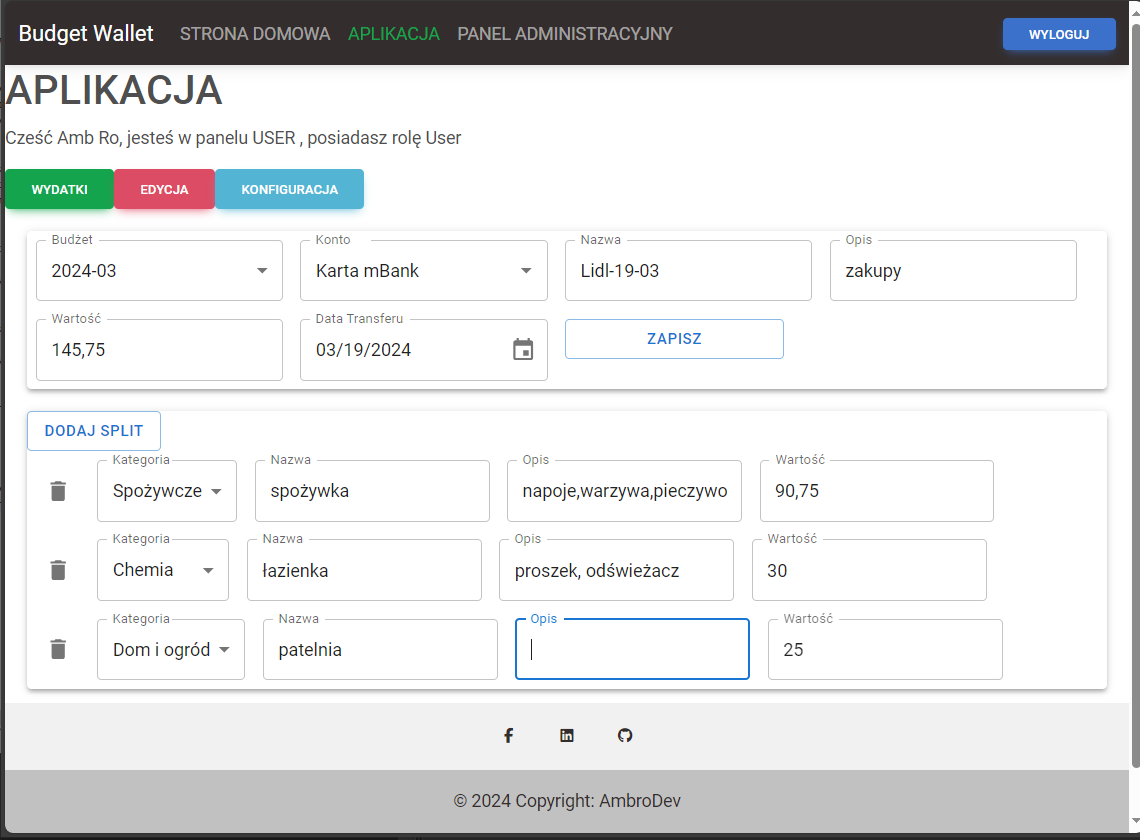 Budget Wallet STRONA DOMOWA APLIKACJA PANEL ADMINISTRACYJNY WYLOGUJ
APLIKACJA
Cześć Amb Ro, jesteś w panelu USER , posiadasz rolę User
WYDATKI EDYCJA KONFIGURACJA
Budżet Konto Nazwa Opis
2024-03 Karta mBank Lidl-19-03 zakupy
Wartość Data Transferu
145,75 03/19/2024 ZAPISZ
DODAJ SPLIT
Kategoria Nazwa Opis Wartość
Spożywcze spożywka napoje,warzywa,pieczywo 90,75
Kategoria Nazwa Opis Wartość
Chemia łazienka proszek, odświeżacz 30
Kategoria Nazwa Opis Wartość
Dom i ogród patelnia 25
© 2024 Copyright: AmbroDev